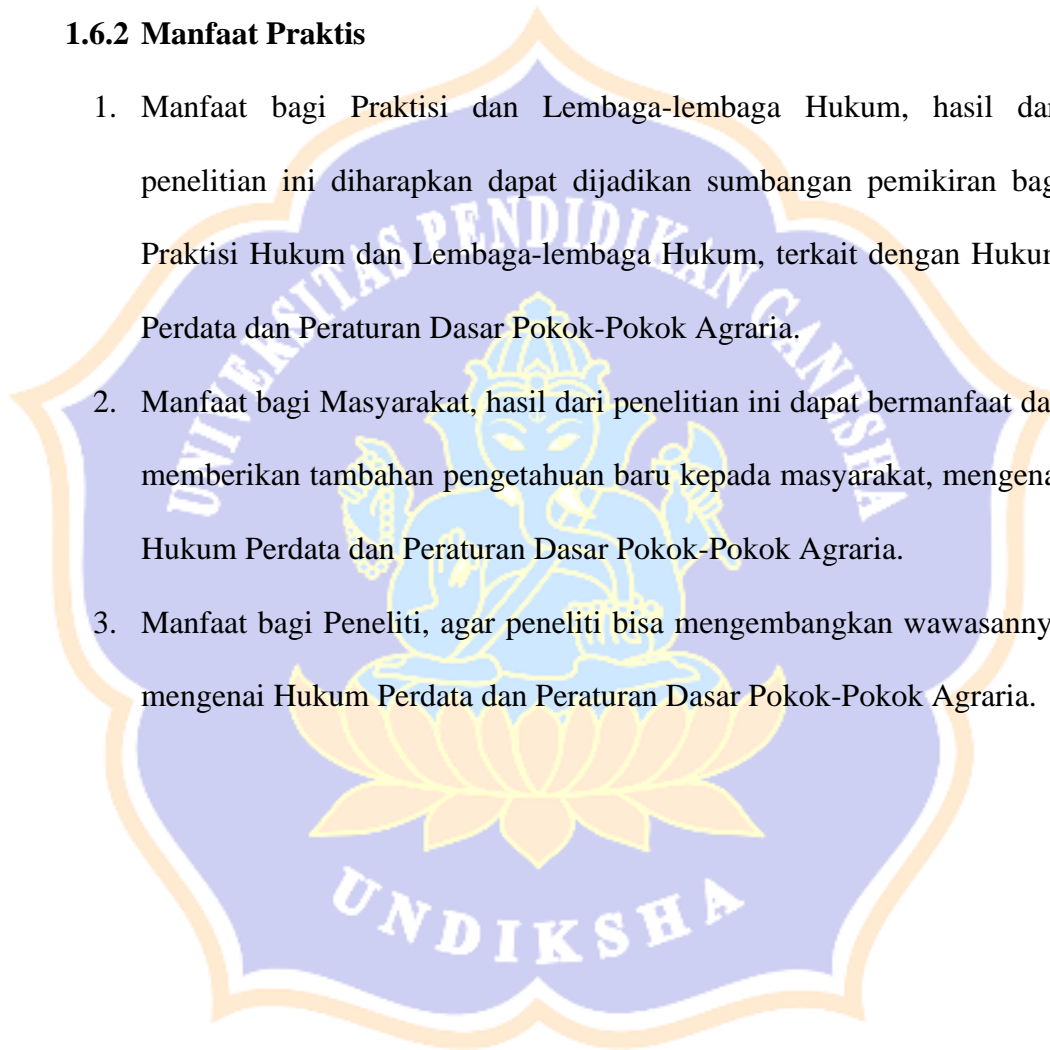 1.6.2 Manfaat Praktis
1. Manfaat bagi Praktisi dan Lembaga-lembaga Hukum, hasil dar
penelitian ini diharapkan dapat dijadikan sumbangan pemikiran bag
Praktisi Hukum dan Lembaga-lembaga Hukum, terkait dengan Hukum
Perdata dan Peraturan Dasar Pokok-Pokok Agraria.
2. Manfaat bagi Masyarakat, hasil dari penelitian ini dapat bermanfaat da
memberikan tambahan pengetahuan baru kepada masyarakat, mengena
Hukum Perdata dan Peraturan Dasar Pokok-Pokok Agraria.
3. Manfaat bagi Peneliti, agar peneliti bisa mengembangkan wawasanny
mengenai Hukum Perdata dan Peraturan Dasar Pokok-Pokok Agraria.
UNIVERSITAS PENDIDIKAN GANESHA
UNDIKSHA